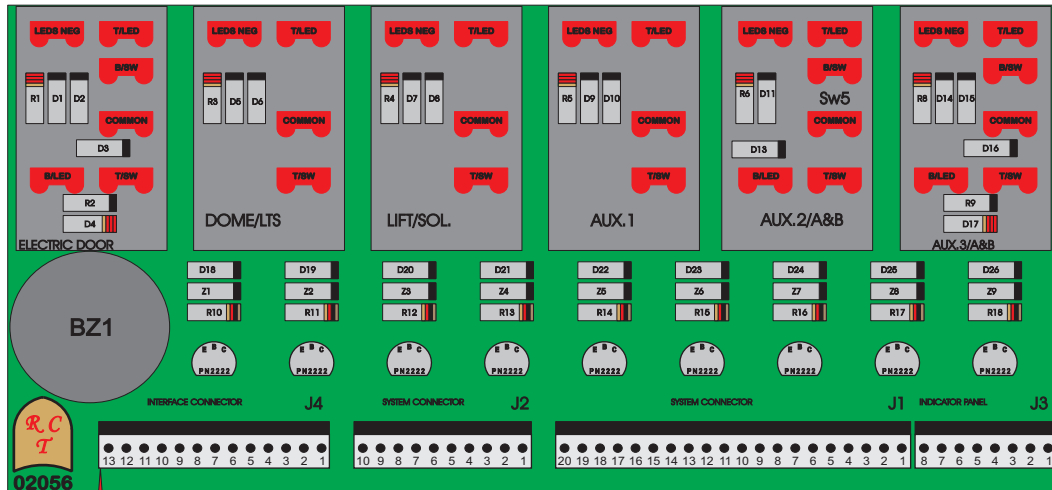 LEDS NEG T/LED LEDS NEG T/LED LEDS NEG T/LED LEDS NEG T/LED LEDS NEG T/LED LEDS NEG T/LED
B/SW B/SW B/SW
R1 D1 D2 R3 D5 D6 R4 D7 D8 R5 D9 D10 R6 D11 Sw5 R8 D14 D15
COMMON COMMON COMMON COMMON COMMON COMMON
D3 D13 D16
B/LED T/SW T/SW T/SW T/SW B/LED T/SW B/LED T/SW
R2 R9
D4 D17
ELECTRIC DOOR DOME/LTS LIFT/SOL. AUX.1 AUX.2/A&B AUX.3/A&B
D18 D19 D20 D21 D22 D23 D24 D25 D26
Z1 Z2 Z3 Z4 Z5 Z6 Z7 Z8 Z9
R10 R11 R12 R13 R14 R15 R16 R17 R18
BZ1
E B C E B C E B C E B C E B C E B C E B C E B C E B C
PN2222 PN2222 PN2222 PN2222 PN2222 PN2222 PN2222 PN2222 PN2222
INTERFACE CONNECTOR J4 SYSTEM CONNECTOR J2 SYSTEM CONNECTOR J1 INDICATOR PANEL J3
R C
T
13 12 11 10 9 8 7 6 5 4 3 2 1 10 9 8 7 6 5 4 3 2 1 20 19 18 17 16 15 14 13 12 11 10 9 8 7 6 5 4 3 2 1 8 7 6 5 4 3 2 1
02056